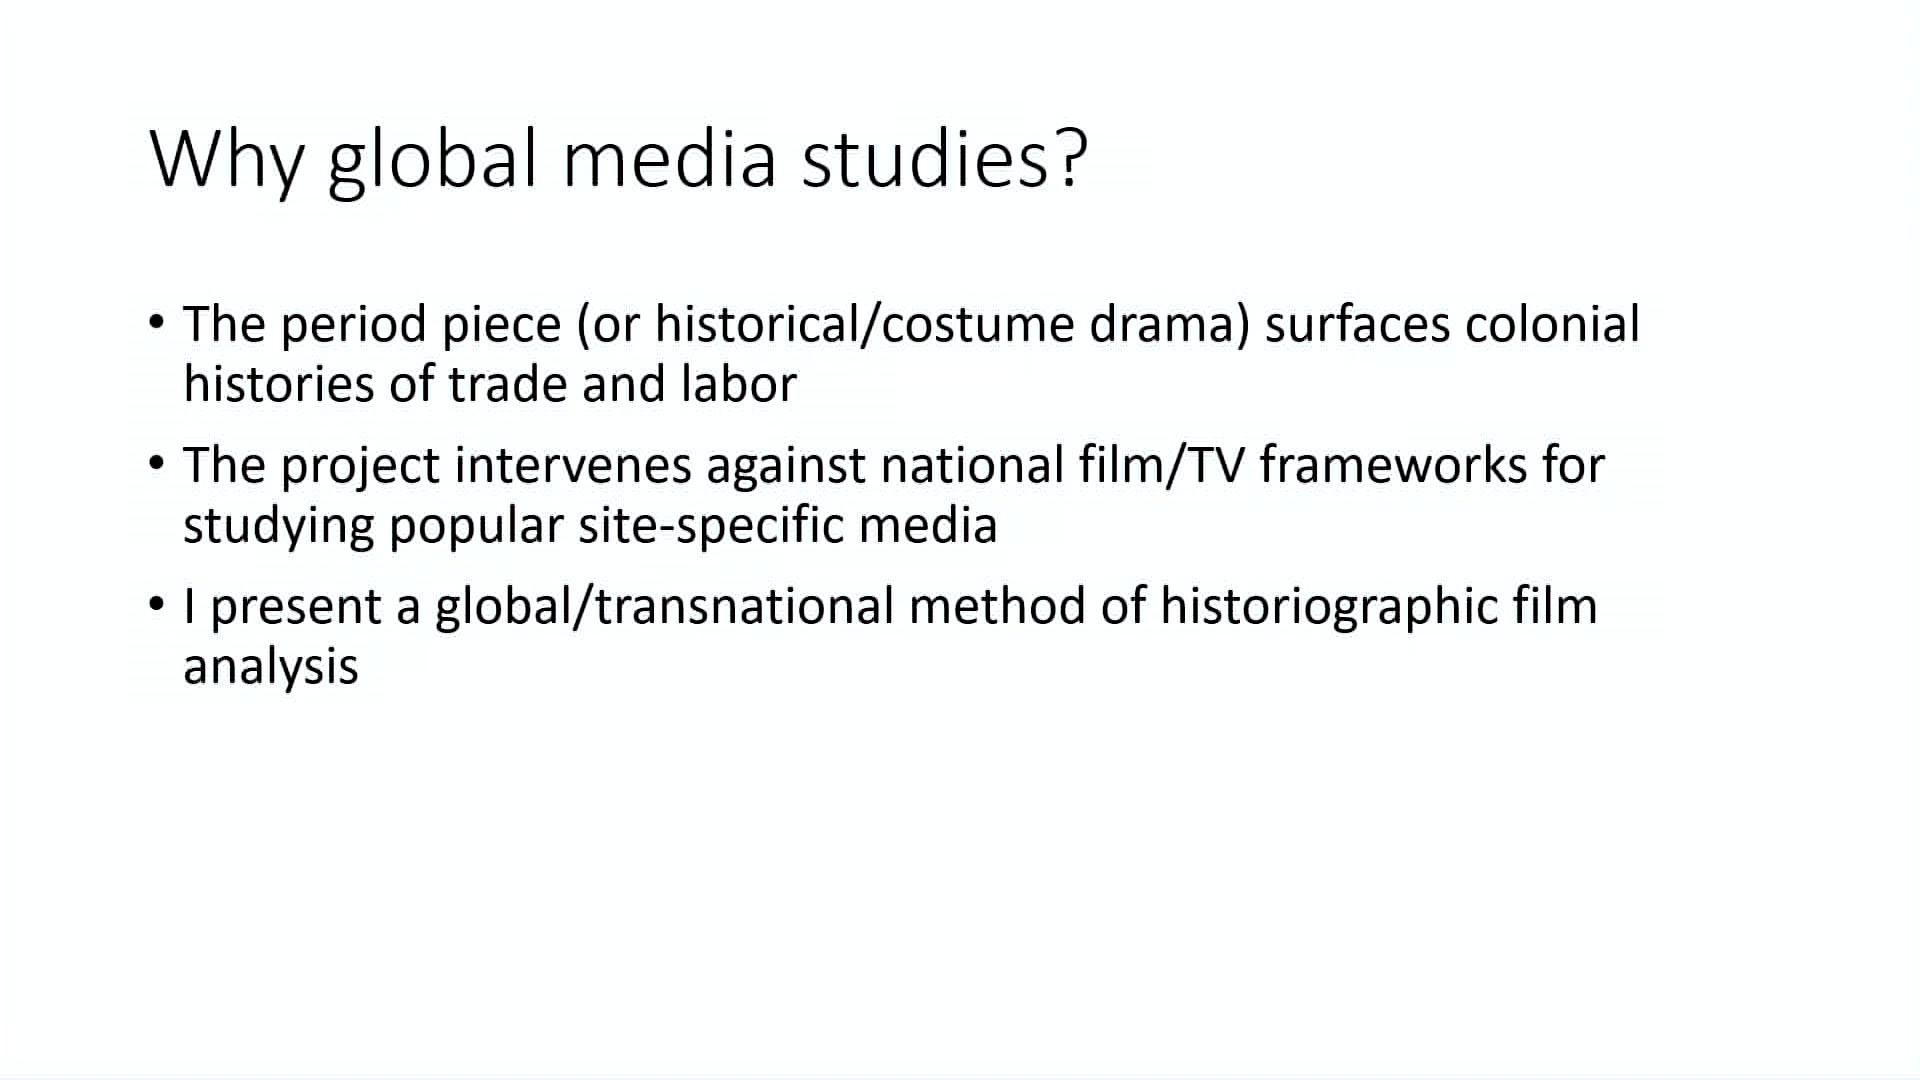 Why global media studies?
• The period piece (or historical/costume drama) surfaces colonial
histories of trade and labor
• The project intervenes against national film/TV frameworks for
studying popular site-specific media
• I present a global/transnational method of historiographic film
analysis